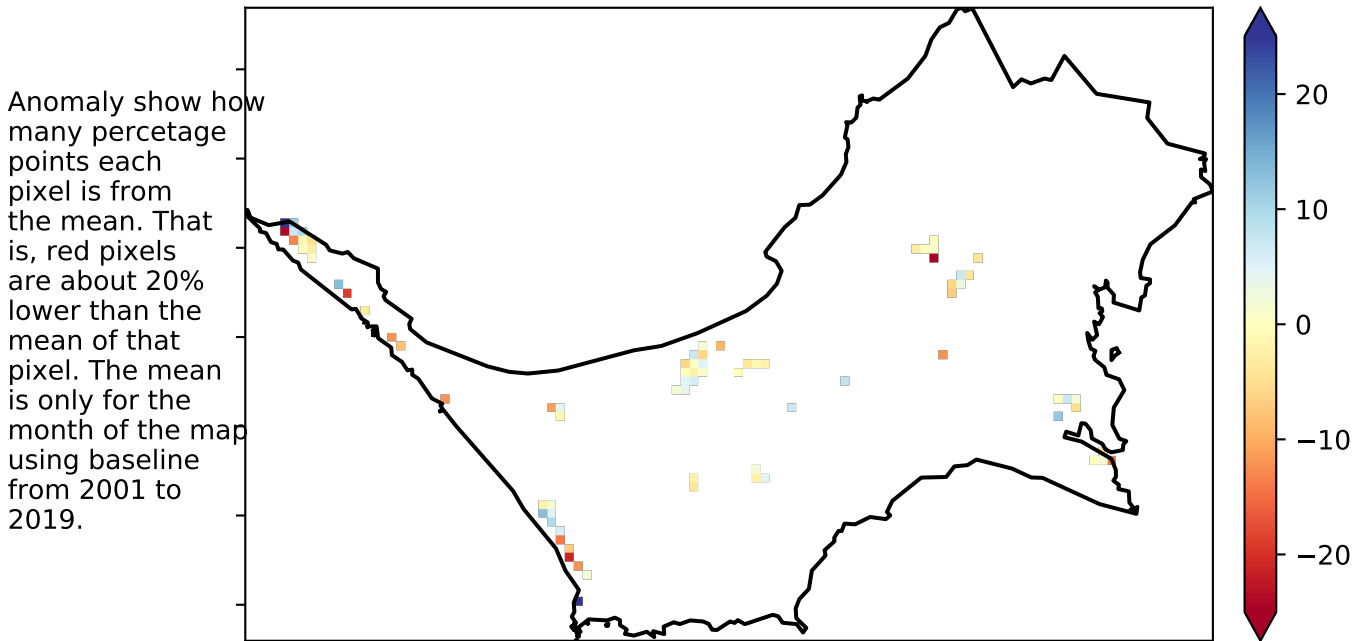 Anomaly show how
many percetage
points each
pixel is from
the mean. That
is, red pixels
are about 20%
lower than the
mean of that
pixel. The mean
is only for the
month of the map
using baseline
from 2001 to
2019.
20
10
0
−10
−20